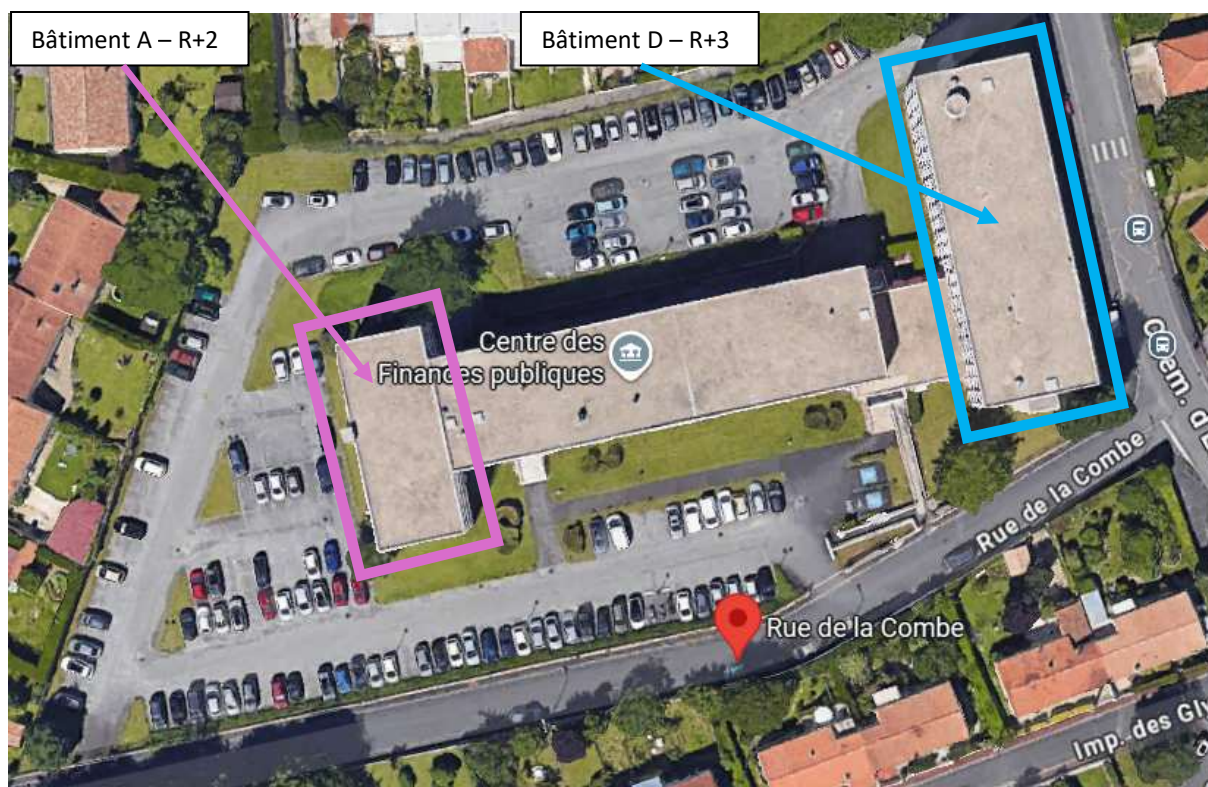 Bâtiment A – R+2
Bâtiment D – R+3
Centre des
Finances publiques
Chem. d
Rue de la Combe
Rue de la Combe
Imp. des Gly